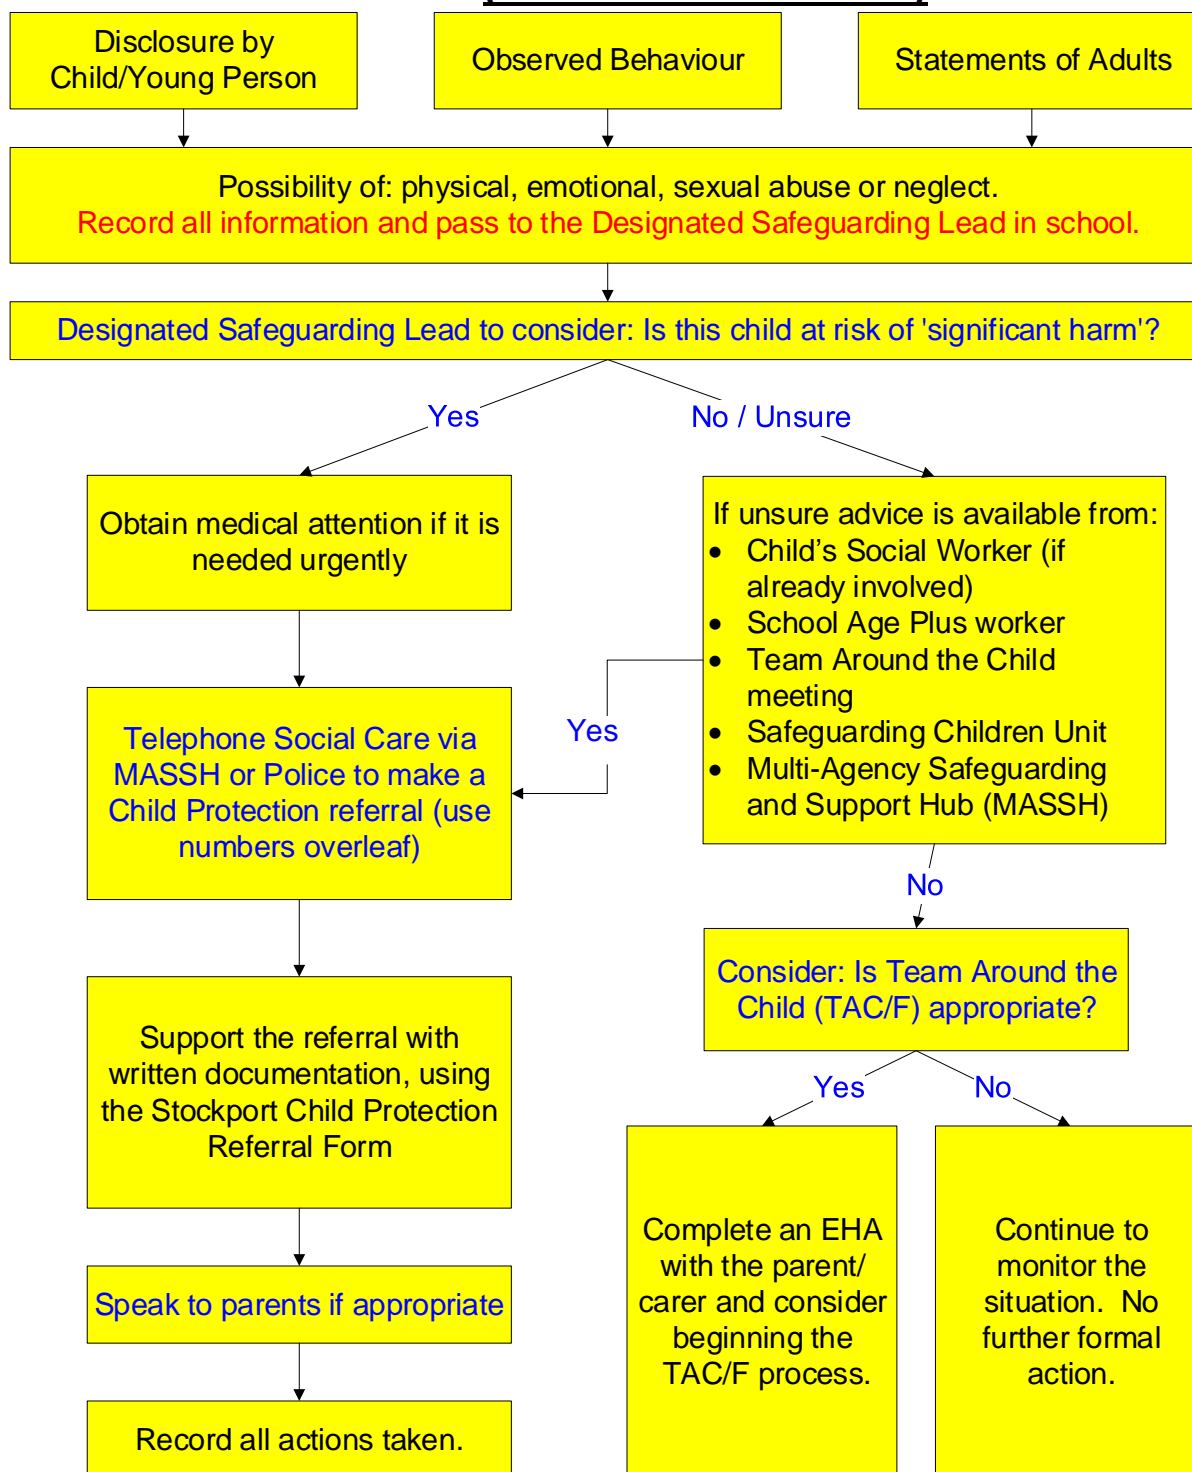 Disclosure by
Child/Young Person
Observed Behaviour
Statements of Adults
Possibility of: physical, emotional, sexual abuse or neglect.
Record all information and pass to the Designated Safeguarding Lead in school.
Designated Safeguarding Lead to consider: Is this child at risk of 'significant harm'?
Yes
No / Unsure
Obtain medical attention if it is
needed urgently
If unsure advice is available from:
• Child’s Social Worker (if
already involved)
• School Age Plus worker
• Team Around the Child
meeting
• Safeguarding Children Unit
• Multi-Agency Safeguarding
and Support Hub (MASSH)
Yes
Telephone Social Care via
MASSH or Police to make a
Child Protection referral (use
numbers overleaf)
No
Consider: Is Team Around the
Child (TAC/F) appropriate?
Support the referral with
written documentation, using
the Stockport Child Protection
Referral Form
Yes
No
Speak to parents if appropriate
Record all actions taken.
Complete an EHA
with the parent/
carer and consider
beginning the
TAC/F process.
Continue to
monitor the
situation.  No
further formal
action.